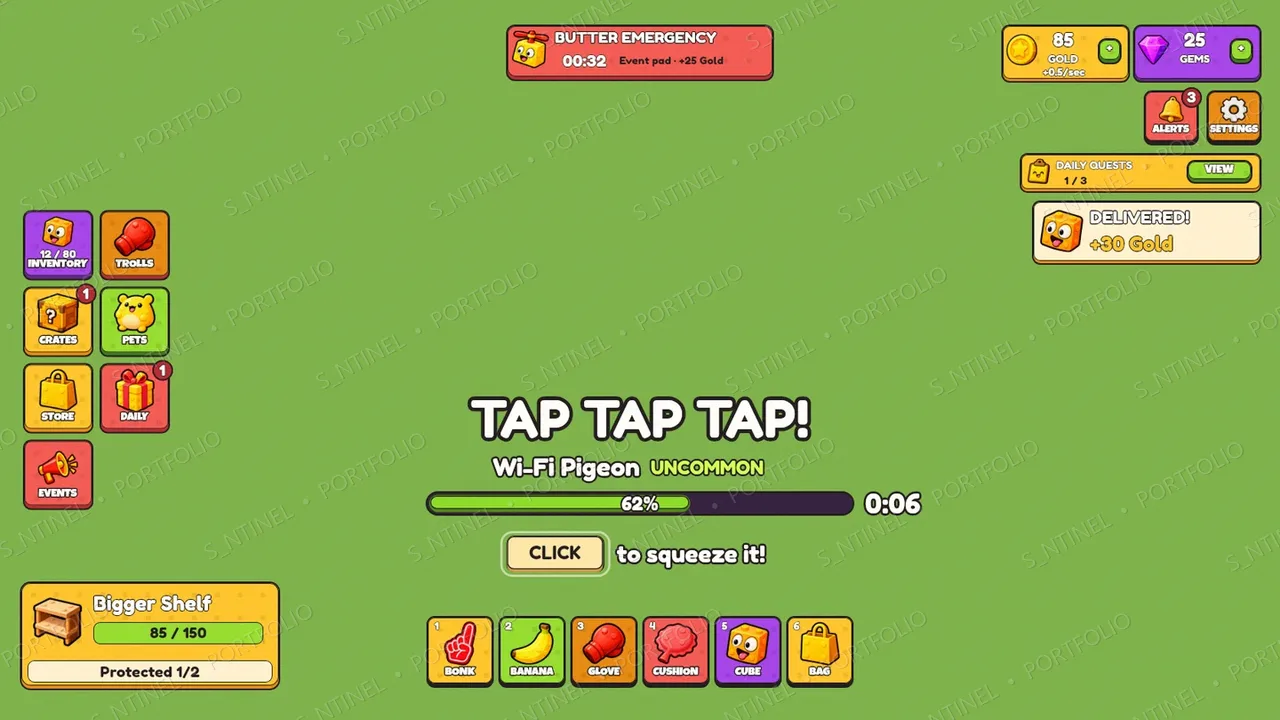 BUTTER EMERGENCY
00:32 Event pad · +25 Gold
85
GOLD
+0.5/sec
25
GEMS
3
ALERTS
SETTINGS
DAILY QUESTS
1 / 3
VIEW
DELIVERED!
+30 Gold
12 / 80
INVENTORY
TROLLS
?
1
CRATES
PETS
STORE
1
DAILY
EVENTS
TAP TAP TAP!
Wi-Fi Pigeon UNCOMMON
62% 0:06
CLICK to squeeze it!
Bigger Shelf
85 / 150
Protected 1/2
1
BONK
2
BANANA
3
GLOVE
4
CUSHION
5
CUBE
6
BAG
S_NTINEL • PORTFOLIO